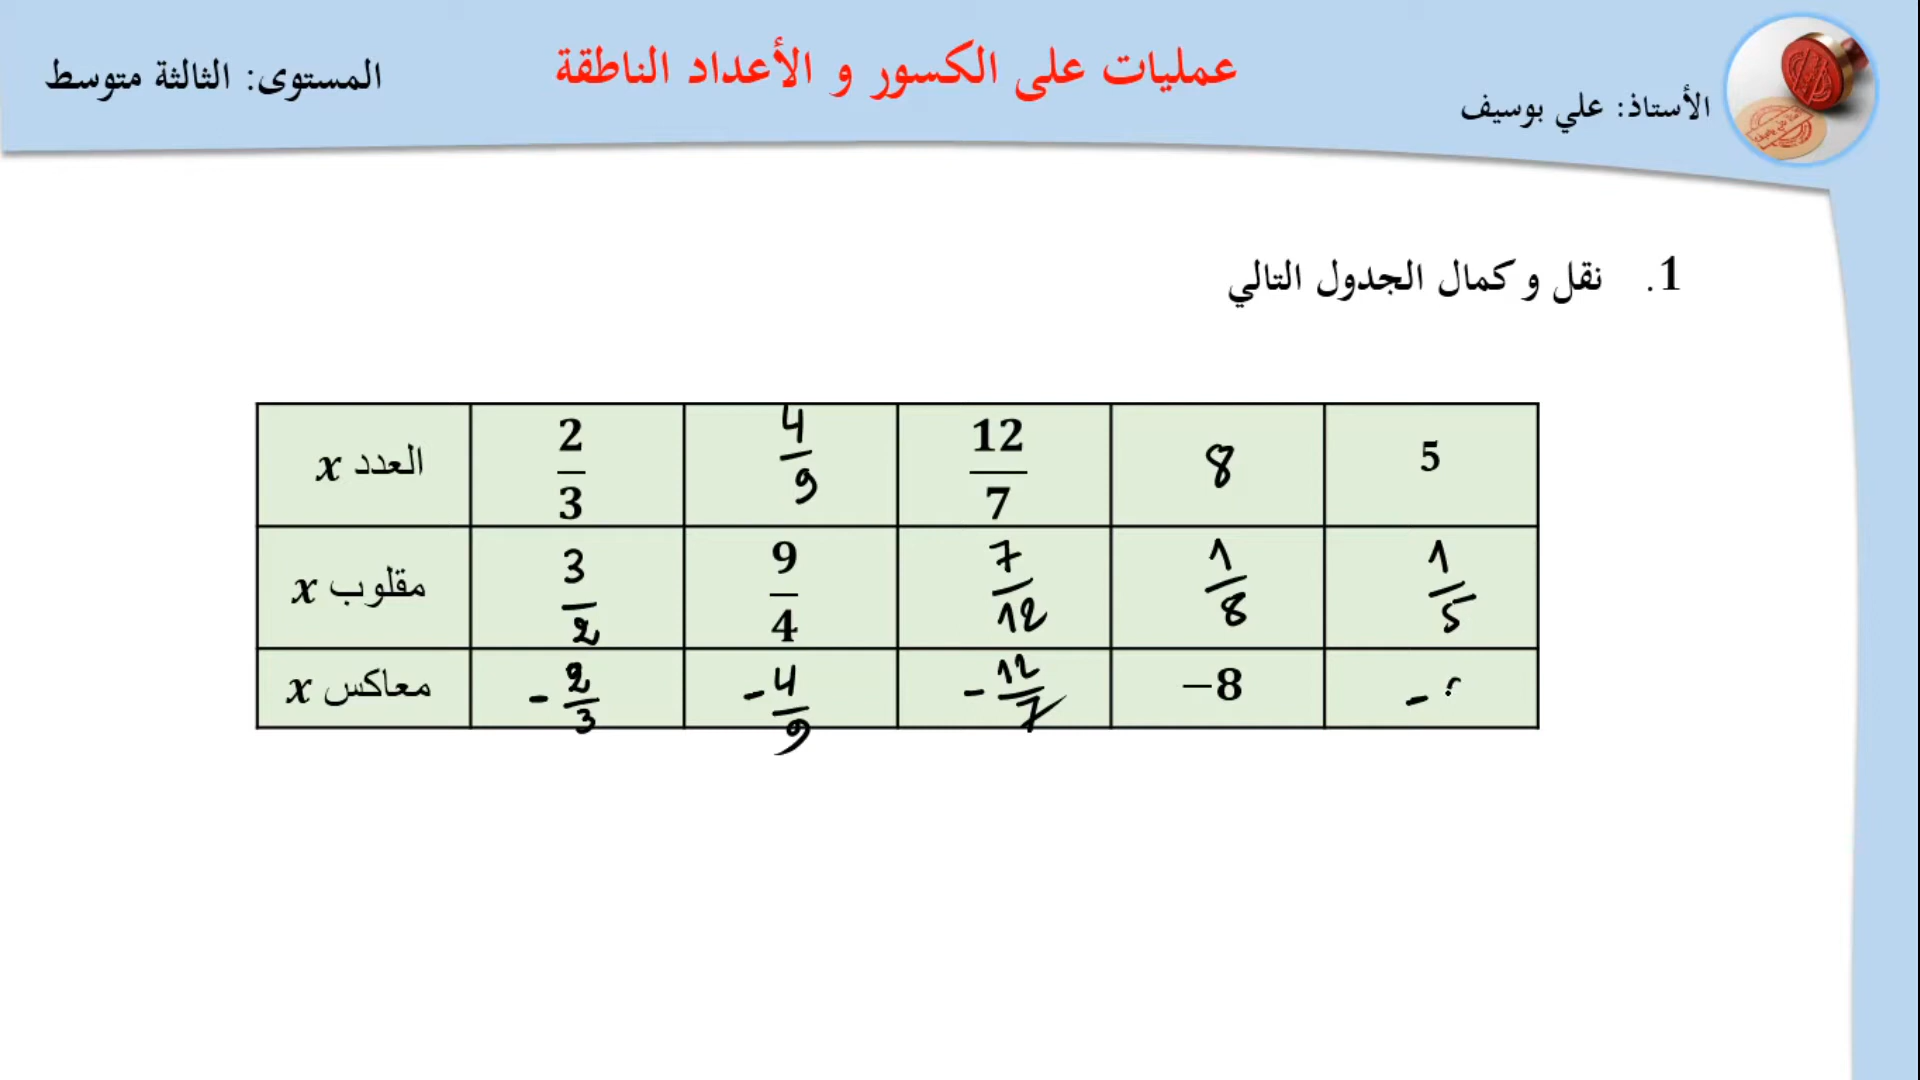 عمليات على الكسور و الأعداد الناطقة
المستوى: الثالثة متوسط
الأستاذ: علي بوسيف
1. نقل و كمال الجدول التالي
العدد x 2/3 4/9 12/7 8 5
مقلوب x 3/2 9/4 7/12 1/8 1/5
معاكس x -2/3 -4/9 -12/7 −8 -